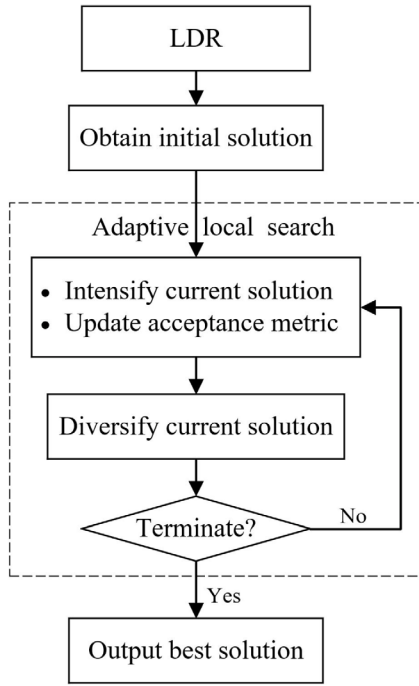 LDR
Obtain initial solution
Adaptive local search
• Intensify current solution
• Update acceptance metric
Diversify current solution
Terminate?
No
Yes
Output best solution